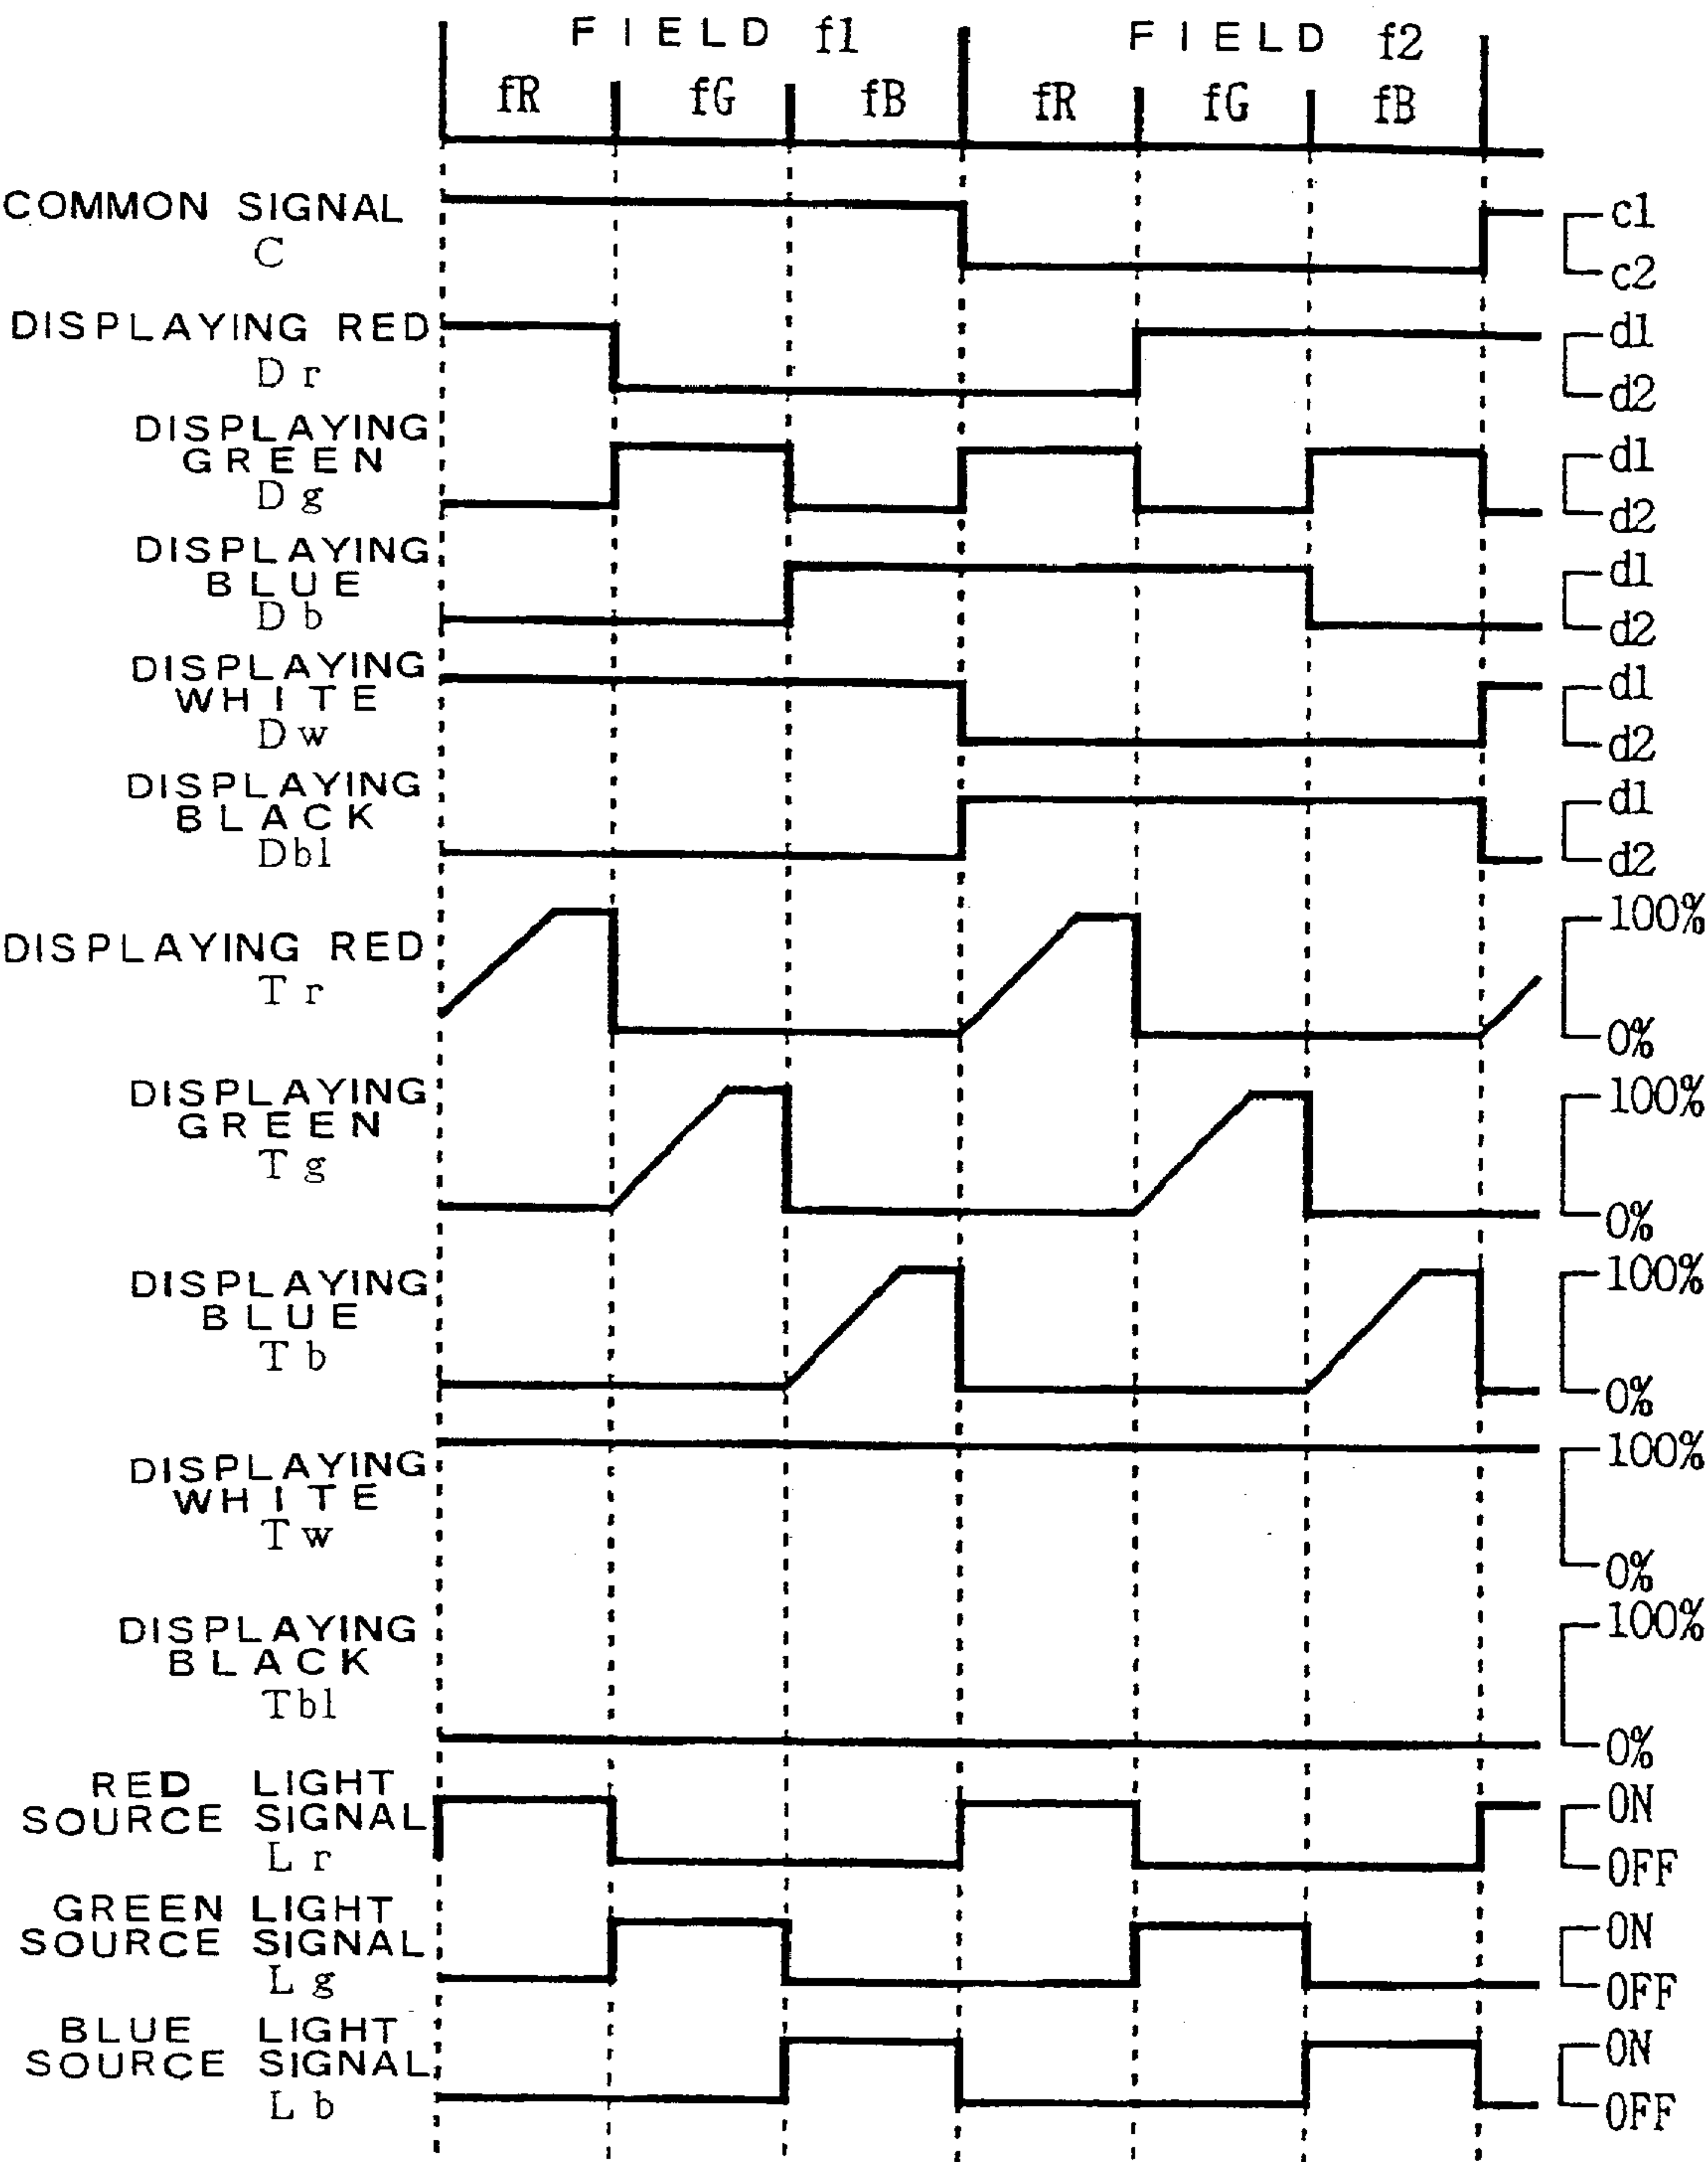 FIELD f1 FIELD f2
fR fG fB fR fG fB
COMMON SIGNAL c1
C c2
DISPLAYING RED d1
Dr d2
DISPLAYING
GREEN d1
Dg d2
DISPLAYING
BLUE d1
Db d2
DISPLAYING
WHITE d1
Dw d2
DISPLAYING
BLACK d1
Dbl d2
100%
DISPLAYING RED
Tr
0%
DISPLAYING 100%
GREEN
Tg
0%
DISPLAYING 100%
BLUE
Tb
0%
DISPLAYING 100%
WHITE
Tw
0%
DISPLAYING 100%
BLACK
Tbl
0%
RED LIGHT ON
SOURCE SIGNAL
Lr OFF
GREEN LIGHT ON
SOURCE SIGNAL
Lg OFF
BLUE LIGHT ON
SOURCE SIGNAL
Lb OFF